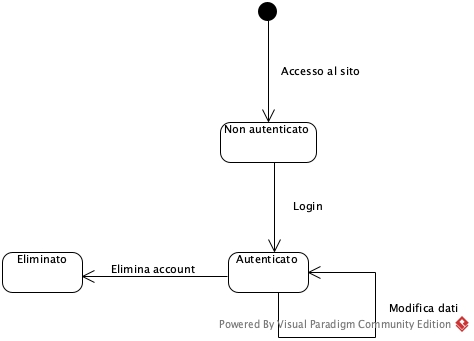 Accesso al sito
Non autenticato
Login
Eliminato
Elimina account
Autenticato
Modifica dati
Powered By Visual Paradigm Community Edition